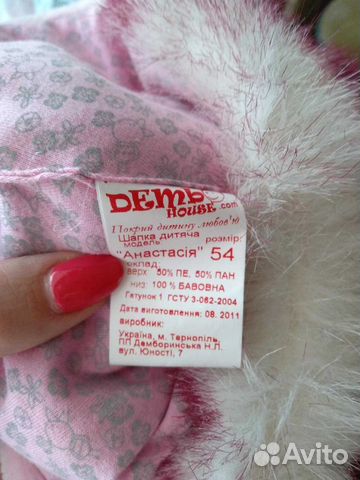 DEMBO
HOUSE.com
Покрий дитину любов'ю
Шапка дитяча розмір:
модель
"Анастасія" 54
склад:
верх 50% ПЕ, 50% ПАН
низ: 100 % БАВОВНА
Гатунок 1 ГСТУ 3-062-2004
Дата виготовлення: 08. 2011
виробник:
Україна, м. Тернопіль,
ПП Демборинська Н.Л.
вул. Юності, 7
Avito